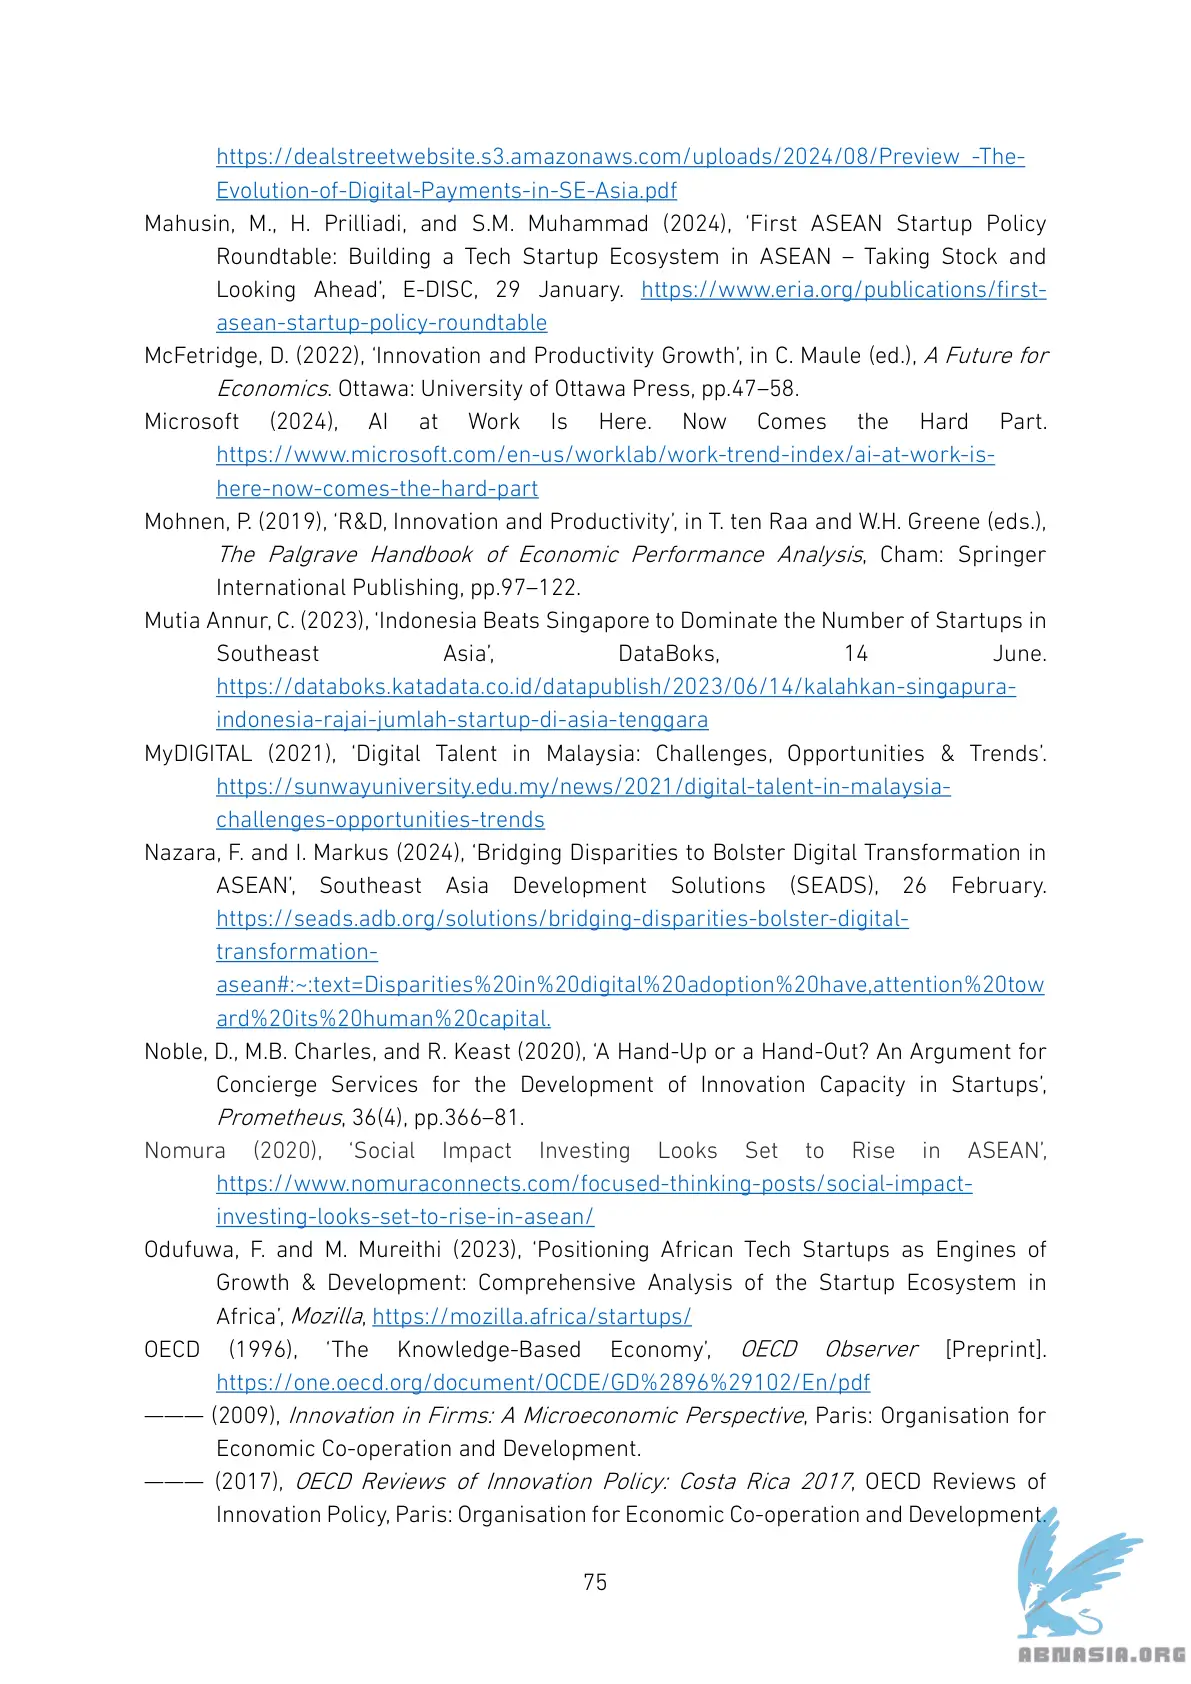 https://dealstreetwebsite.s3.amazonaws.com/uploads/2024/08/Preview_-The-
Evolution-of-Digital-Payments-in-SE-Asia.pdf
Mahusin, M., H. Prilliadi, and S.M. Muhammad (2024), ‘First ASEAN Startup Policy
Roundtable: Building a Tech Startup Ecosystem in ASEAN – Taking Stock and
Looking Ahead’, E-DISC, 29 January. https://www.eria.org/publications/first-
asean-startup-policy-roundtable
McFetridge, D. (2022), ‘Innovation and Productivity Growth’, in C. Maule (ed.), A Future for
Economics. Ottawa: University of Ottawa Press, pp.47–58.
Microsoft (2024), AI at Work Is Here. Now Comes the Hard Part.
https://www.microsoft.com/en-us/worklab/work-trend-index/ai-at-work-is-
here-now-comes-the-hard-part
Mohnen, P. (2019), ‘R&D, Innovation and Productivity’, in T. ten Raa and W.H. Greene (eds.),
The Palgrave Handbook of Economic Performance Analysis, Cham: Springer
International Publishing, pp.97–122.
Mutia Annur, C. (2023), ‘Indonesia Beats Singapore to Dominate the Number of Startups in
Southeast Asia’, DataBoks, 14 June.
https://databoks.katadata.co.id/datapublish/2023/06/14/kalahkan-singapura-
indonesia-rajai-jumlah-startup-di-asia-tenggara
MyDIGITAL (2021), ‘Digital Talent in Malaysia: Challenges, Opportunities & Trends’.
https://sunwayuniversity.edu.my/news/2021/digital-talent-in-malaysia-
challenges-opportunities-trends
Nazara, F. and I. Markus (2024), ‘Bridging Disparities to Bolster Digital Transformation in
ASEAN’, Southeast Asia Development Solutions (SEADS), 26 February.
https://seads.adb.org/solutions/bridging-disparities-bolster-digital-
transformation-
asean#:~:text=Disparities%20in%20digital%20adoption%20have,attention%20tow
ard%20its%20human%20capital.
Noble, D., M.B. Charles, and R. Keast (2020), ‘A Hand-Up or a Hand-Out? An Argument for
Concierge Services for the Development of Innovation Capacity in Startups’,
Prometheus, 36(4), pp.366–81.
Nomura (2020), ‘Social Impact Investing Looks Set to Rise in ASEAN’,
https://www.nomuraconnects.com/focused-thinking-posts/social-impact-
investing-looks-set-to-rise-in-asean/
Odufuwa, F. and M. Mureithi (2023), ‘Positioning African Tech Startups as Engines of
Growth & Development: Comprehensive Analysis of the Startup Ecosystem in
Africa’, Mozilla, https://mozilla.africa/startups/
OECD (1996), ‘The Knowledge-Based Economy’, OECD Observer [Preprint].
https://one.oecd.org/document/OCDE/GD%2896%29102/En/pdf
——— (2009), Innovation in Firms: A Microeconomic Perspective, Paris: Organisation for
Economic Co-operation and Development.
——— (2017), OECD Reviews of Innovation Policy: Costa Rica 2017, OECD Reviews of
Innovation Policy, Paris: Organisation for Economic Co-operation and Development.
75
ABNASIA.ORG